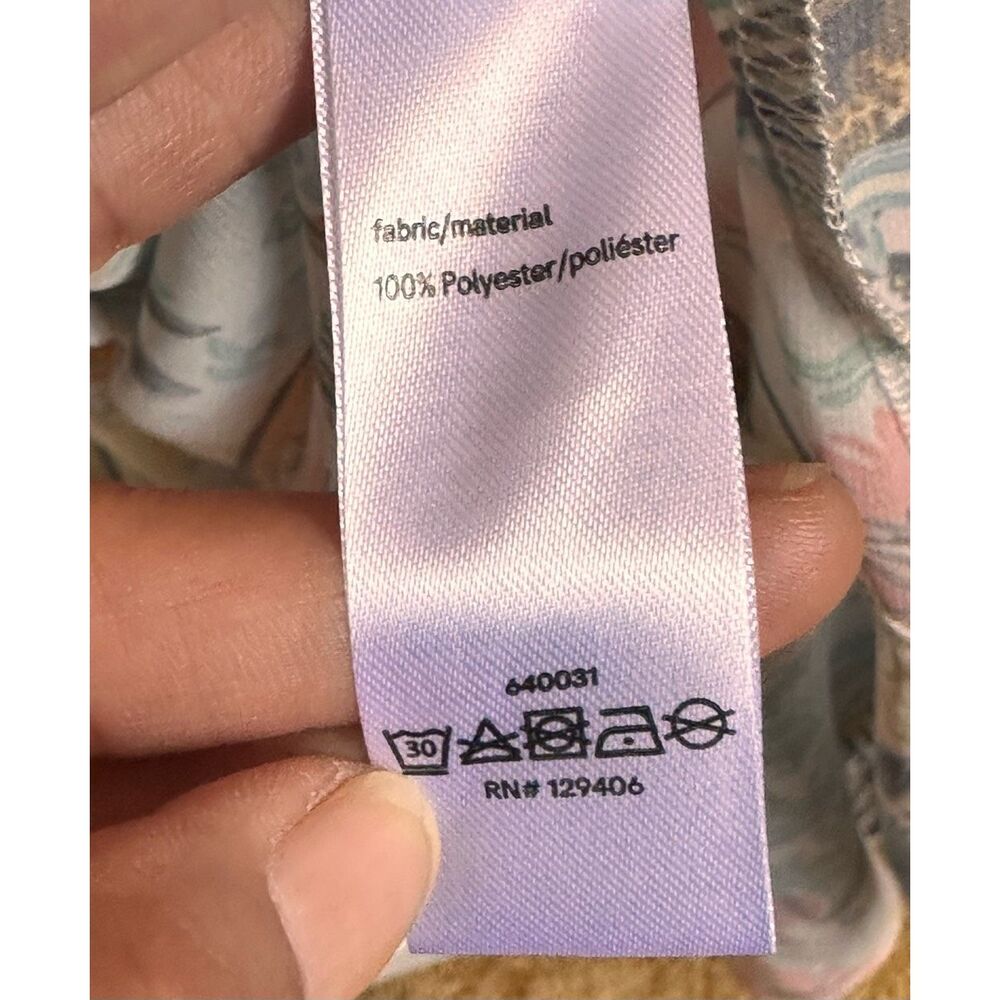 fabric/material
100% Polyester/poliéster
640031
30
RN# 129406